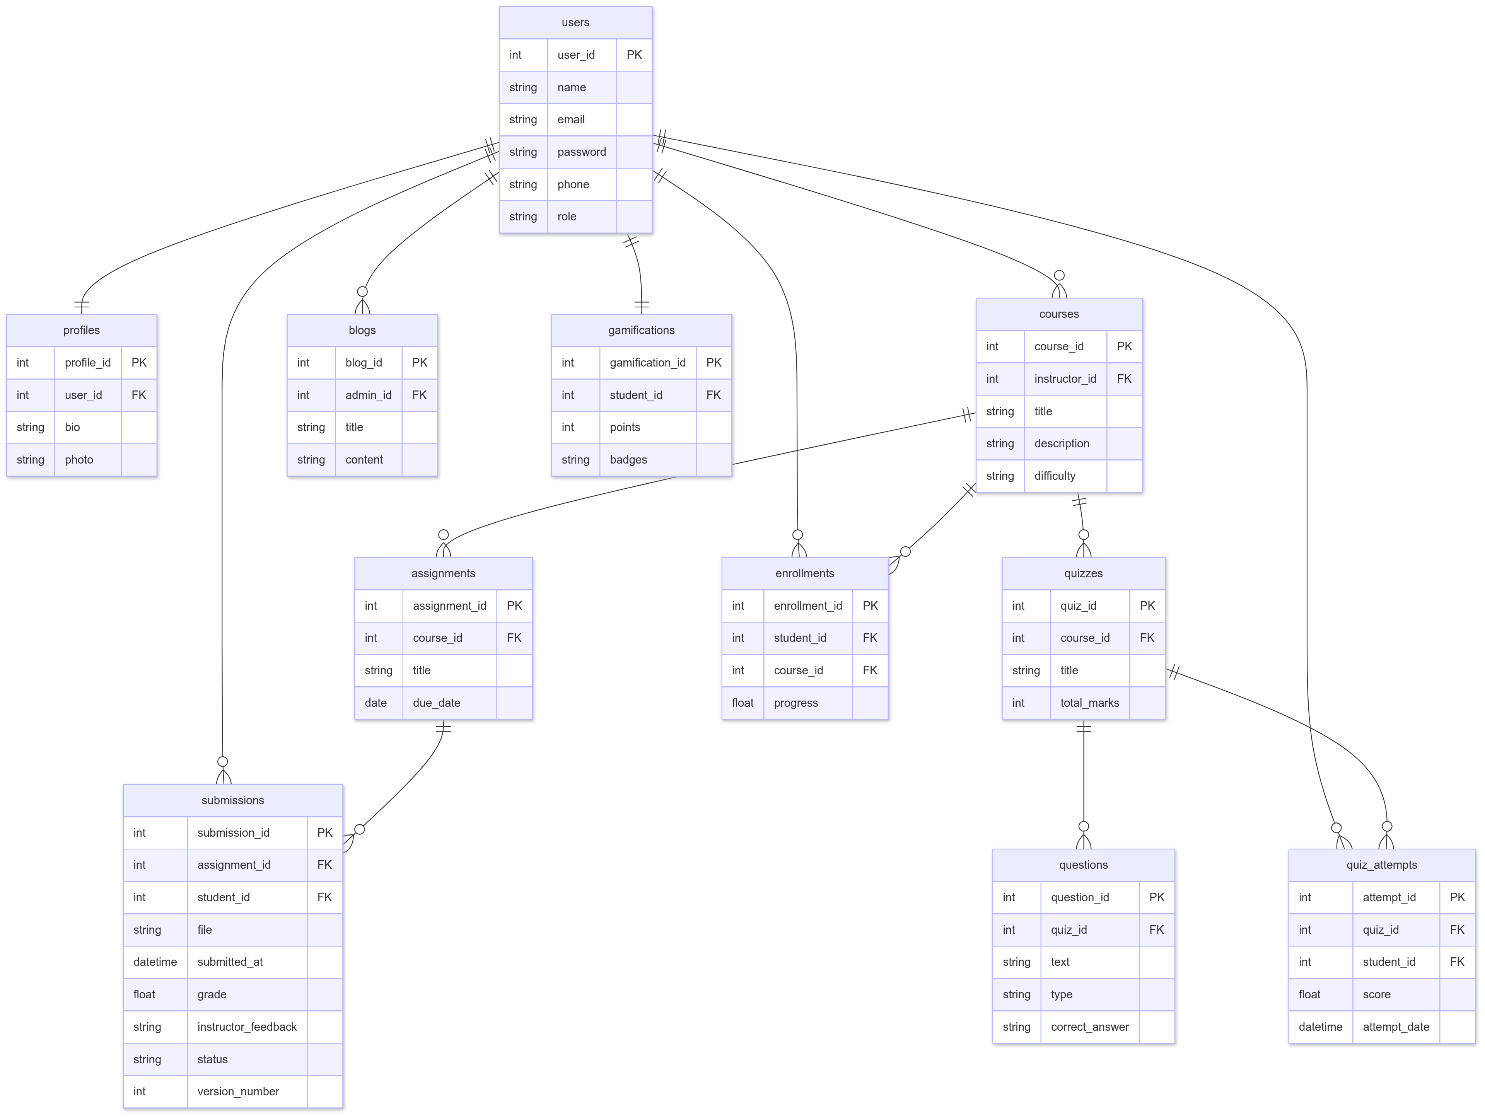 users
int user_id PK
string name
string email
string password
string phone
string role
profiles
int profile_id PK
int user_id FK
string bio
string photo
blogs
int blog_id PK
int admin_id FK
string title
string content
gamifications
int gamification_id PK
int student_id FK
int points
string badges
courses
int course_id PK
int instructor_id FK
string title
string description
string difficulty
assignments
int assignment_id PK
int course_id FK
string title
date due_date
enrollments
int enrollment_id PK
int student_id FK
int course_id FK
float progress
quizzes
int quiz_id PK
int course_id FK
string title
int total_marks
submissions
int submission_id PK
int assignment_id FK
int student_id FK
string file
datetime submitted_at
float grade
string instructor_feedback
string status
int version_number
questions
int question_id PK
int quiz_id FK
string text
string type
string correct_answer
quiz_attempts
int attempt_id PK
int quiz_id FK
int student_id FK
float score
datetime attempt_date